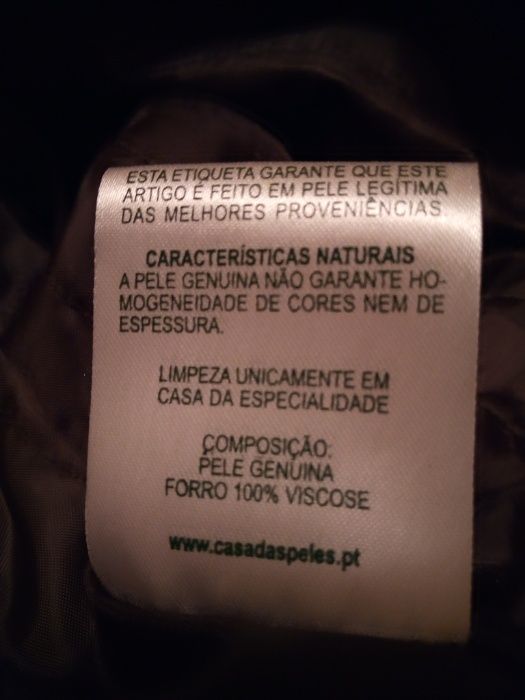 ESTA ETIQUETA GARANTE QUE ESTE
ARTIGO É FEITO EM PELE LEGÍTIMA
DAS MELHORES PROVENIÊNCIAS.
CARACTERÍSTICAS NATURAIS
A PELE GENUINA NÃO GARANTE HO-
MOGENEIDADE DE CORES NEM DE
ESPESSURA.
LIMPEZA UNICAMENTE EM
CASA DA ESPECIALIDADE
COMPOSIÇÃO:
PELE GENUINA
FORRO 100% VISCOSE
www.casadaspeles.pt